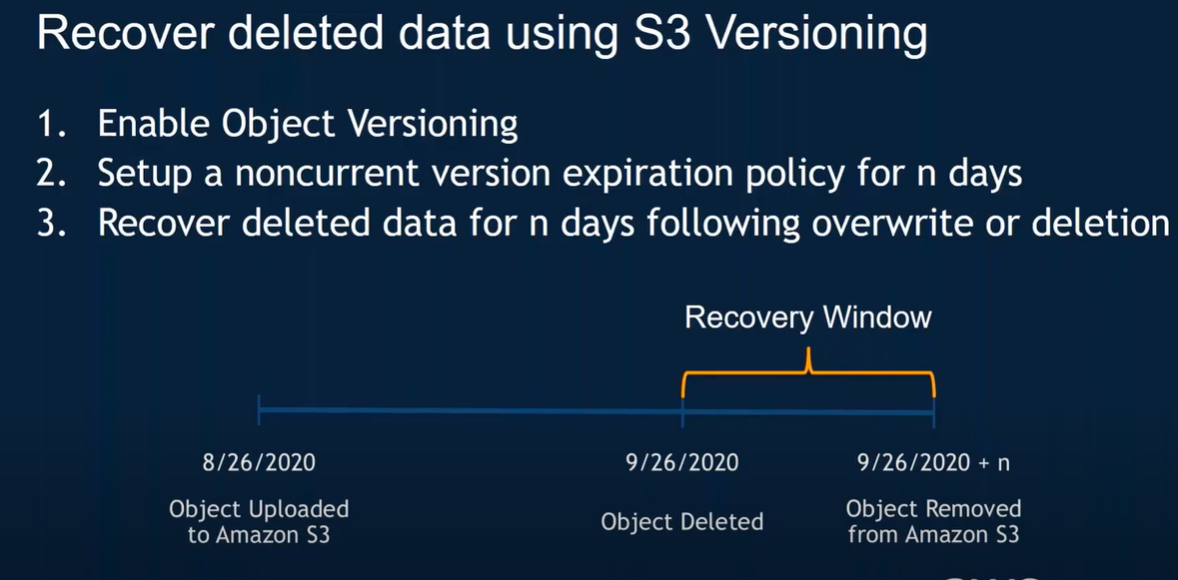 Recover deleted data using S3 Versioning
1. Enable Object Versioning
2. Setup a noncurrent version expiration policy for n days
3. Recover deleted data for n days following overwrite or deletion
Recovery Window
8/26/2020
Object Uploaded
to Amazon S3
9/26/2020
Object Deleted
9/26/2020 + n
Object Removed
from Amazon S3